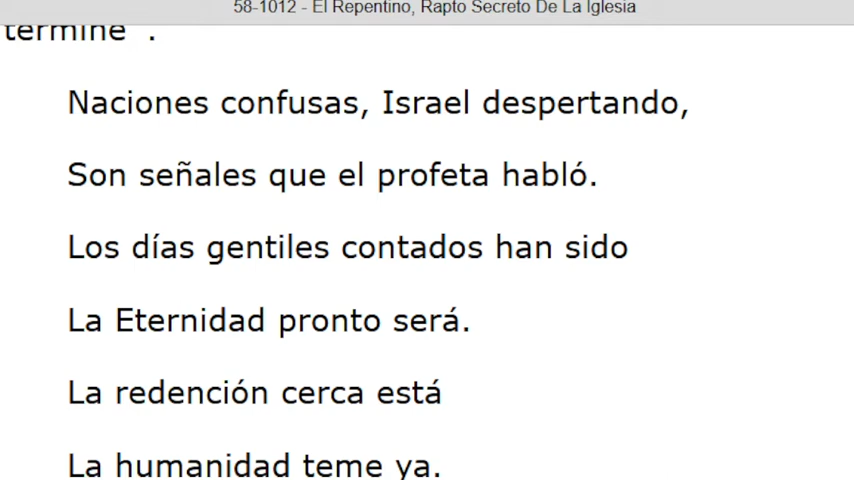 58-1012 - El Repentino, Rapto Secreto De La Iglesia
termine".
Naciones confusas, Israel despertando,
Son señales que el profeta habló.
Los días gentiles contados han sido
La Eternidad pronto será.
La redención cerca está
La humanidad teme ya.